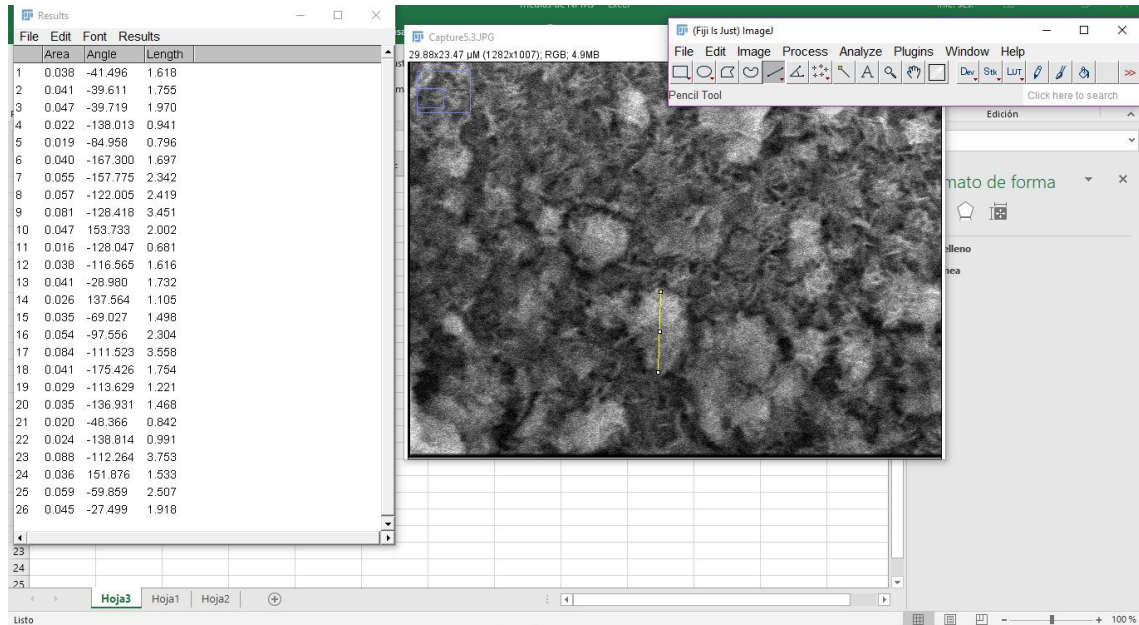 Results
File Edit Font Results
Area Angle Length
1 0.038 -41.496 1.618
2 0.041 -39.611 1.755
3 0.047 -39.719 1.970
4 0.022 -138.013 0.941
5 0.019 -84.958 0.796
6 0.040 -167.300 1.697
7 0.055 -157.775 2.342
8 0.057 -122.005 2.419
9 0.081 -128.418 3.451
10 0.047 153.733 2.002
11 0.016 -128.047 0.681
12 0.038 -116.565 1.616
13 0.041 -28.980 1.732
14 0.026 137.564 1.105
15 0.035 -69.027 1.498
16 0.054 -97.556 2.304
17 0.084 -111.523 3.558
18 0.041 -175.426 1.754
19 0.029 -113.629 1.221
20 0.035 -136.931 1.468
21 0.020 -48.366 0.842
22 0.024 -138.814 0.991
23 0.088 -112.264 3.753
24 0.036 151.876 1.533
25 0.059 -59.859 2.507
26 0.045 -27.499 1.918
Capture5.3.JPG
29.88x23.47 µM (1282x1007); RGB; 4.9MB
(Fiji Is Just) ImageJ
File Edit Image Process Analyze Plugins Window Help
A Dev Stk LUT >>
Pencil Tool Click here to search
Edición
mato de forma
elleno
nea
23
24
25
Hoja3 Hoja1 Hoja2
Listo 100 %